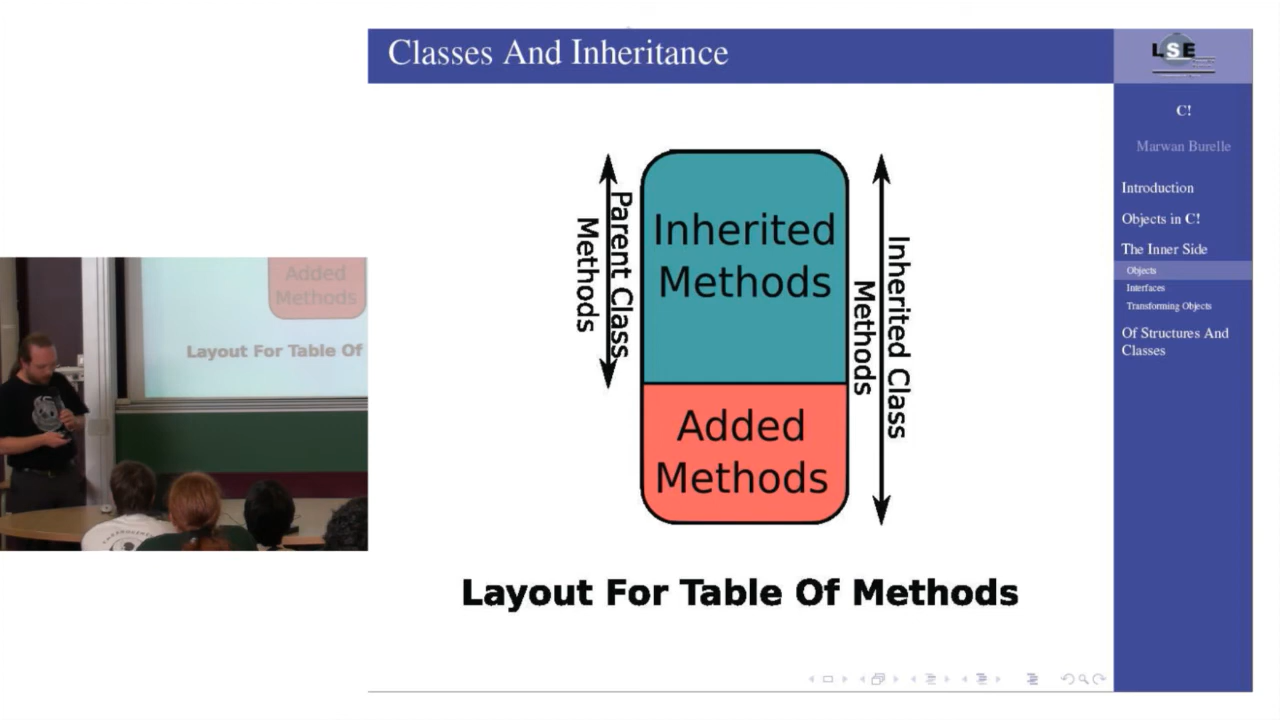 Classes And Inheritance
LSE
C!
Marwan Burelle
Introduction
Objects in C!
The Inner Side
Objects
Interfaces
Transforming Objects
Of Structures And
Classes
Parent Class
Methods
Inherited
Methods
Added
Methods
Inherited Class
Methods
Layout For Table Of Methods
Added
Methods
Layout For Table Of